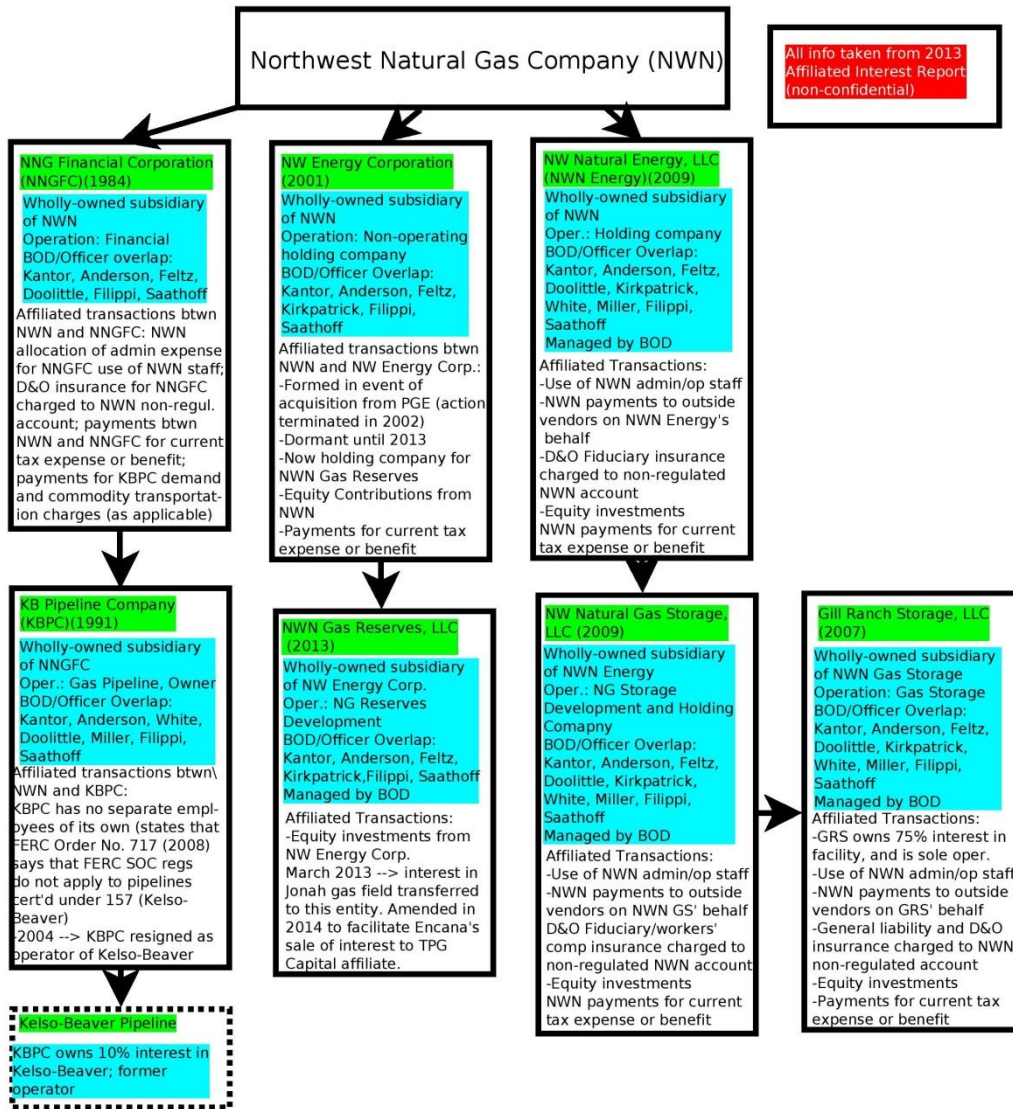 Northwest Natural Gas Company (NWN)
All info taken from 2013
Affiliated Interest Report
(non-confidential)
NNG Financial Corporation
(NNGFC)(1984)
Wholly-owned subsidiary
of NWN
Operation: Financial
BOD/Officer overlap:
Kantor, Anderson, Feltz,
Doolittle, Filippi, Saathoff
Affiliated transactions btwn
NWN and NNGFC: NWN
allocation of admin expense
for NNGFC use of NWN staff;
D&O insurance for NNGFC
charged to NWN non-regul.
account; payments btwn
NWN and NNGFC for current
tax expense or benefit;
payments for KBPC demand
and commodity transportat-
ion charges (as applicable)
NW Energy Corporation
(2001)
Wholly-owned subsidiary
of NWN
Operation: Non-operating
holding company
BOD/Officer Overlap:
Kantor, Anderson, Feltz,
Kirkpatrick, Filippi,
Saathoff
Affiliated transactions btwn
NWN and NW Energy Corp.:
-Formed in event of
acquisition from PGE (action
terminated in 2002)
-Dormant until 2013
-Now holding company for
NWN Gas Reserves
-Equity Contributions from
NWN
-Payments for current tax
expense or benefit
NW Natural Energy, LLC
(NWN Energy)(2009)
Wholly-owned subsidiary
of NWN
Oper.: Holding company
BOD/Officer Overlap:
Kantor, Anderson, Feltz,
Doolittle, Kirkpatrick,
White, Miller, Filippi,
Saathoff
Managed by BOD
Affiliated Transactions:
-Use of NWN admin/op staff
-NWN payments to outside
vendors on NWN Energy's
behalf
-D&O Fiduciary insurance
charged to non-regulated
NWN account
-Equity investments
NWN payments for current
tax expense or benefit
KB Pipeline Company
(KBPC)(1991)
Wholly-owned subsidiary
of NNGFC
Oper.: Gas Pipeline, Owner
BOD/Officer Overlap:
Kantor, Anderson, White,
Doolittle, Miller, Filippi,
Saathoff
Affiliated transactions btwn\
NWN and KBPC:
KBPC has no separate empl-
oyees of its own (states that
FERC Order No. 717 (2008)
says that FERC SOC regs
do not apply to pipelines
cert'd under 157 (Kelso-
Beaver)
-2004 --> KBPC resigned as
operator of Kelso-Beaver
NWN Gas Reserves, LLC
(2013)
Wholly-owned subsidiary
of NW Energy Corp.
Oper.: NG Reserves
Development
BOD/Officer Overlap:
Kantor, Anderson, Feltz,
Kirkpatrick,Filippi, Saathoff
Managed by BOD
Affiliated Transactions:
-Equity investments from
NW Energy Corp.
March 2013 --> interest in
Jonah gas field transferred
to this entity. Amended in
2014 to facilitate Encana's
sale of interest to TPG
Capital affiliate.
NW Natural Gas Storage,
LLC (2009)
Wholly-owned subsidiary
of NWN Energy
Oper.: NG Storage
Development and Holding
Comapny
BOD/Officer Overlap:
Kantor, Anderson, Feltz,
Doolittle, Kirkpatrick,
White, Miller, Filippi,
Saathoff
Managed by BOD
Affiliated Transactions:
-Use of NWN admin/op staff
-NWN payments to outside
vendors on NWN GS' behalf
D&O Fiduciary/workers'
comp insurance charged to
non-regulated NWN account
-Equity investments
NWN payments for current
tax expense or benefit
Gill Ranch Storage, LLC
(2007)
Wholly-owned subsidiary
of NWN Gas Storage
Operation: Gas Storage
BOD/Officer Overlap:
Kantor, Anderson, Feltz,
Doolittle, Kirkpatrick,
White, Miller, Filippi,
Saathoff
Managed by BOD
Affiliated Transactions:
-GRS owns 75% interest in
facility, and is sole oper.
-Use of NWN admin/op staff
-NWN payments to outside
vendors on GRS' behalf
-General liability and D&O
insurrance charged to NWN
non-regulated account
-Equity investments
-Payments for current tax
expense or benefit
Kelso-Beaver Pipeline
KBPC owns 10% interest in
Kelso-Beaver; former
operator